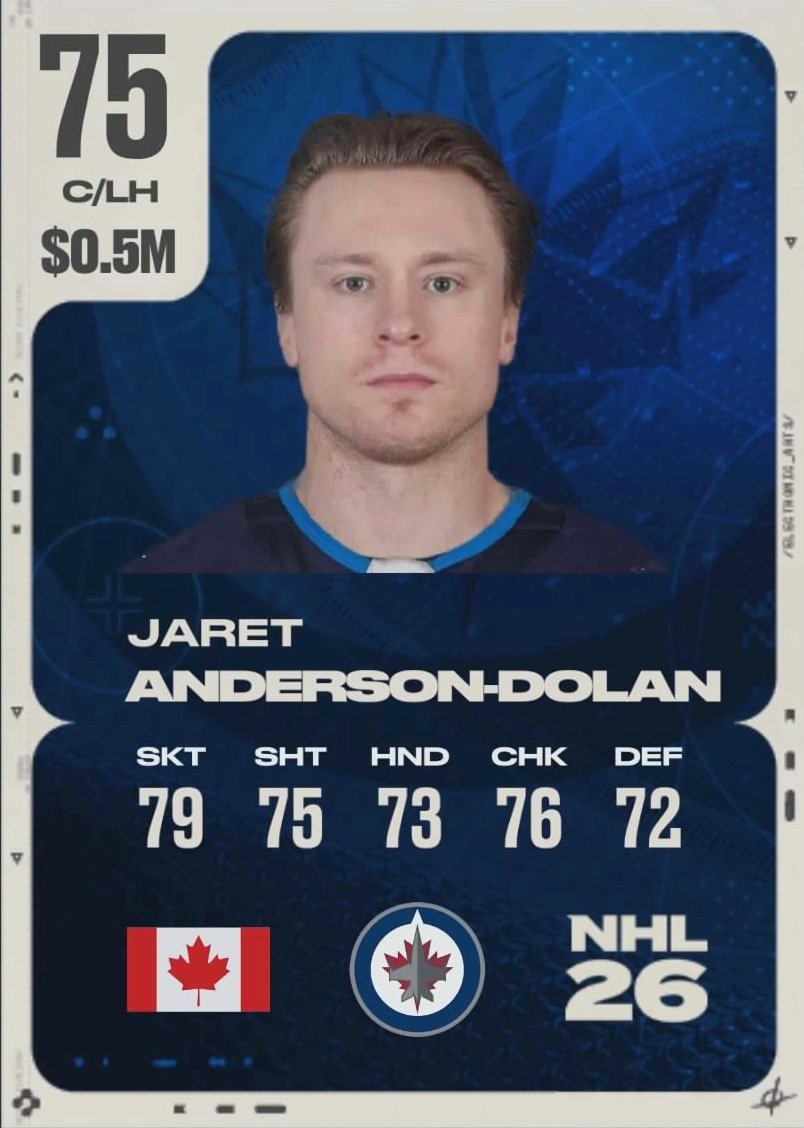 75
C/LH
$0.5M
JARET
ANDERSON-DOLAN
SKT SHT HND CHK DEF
79 75 73 76 72
NHL
26